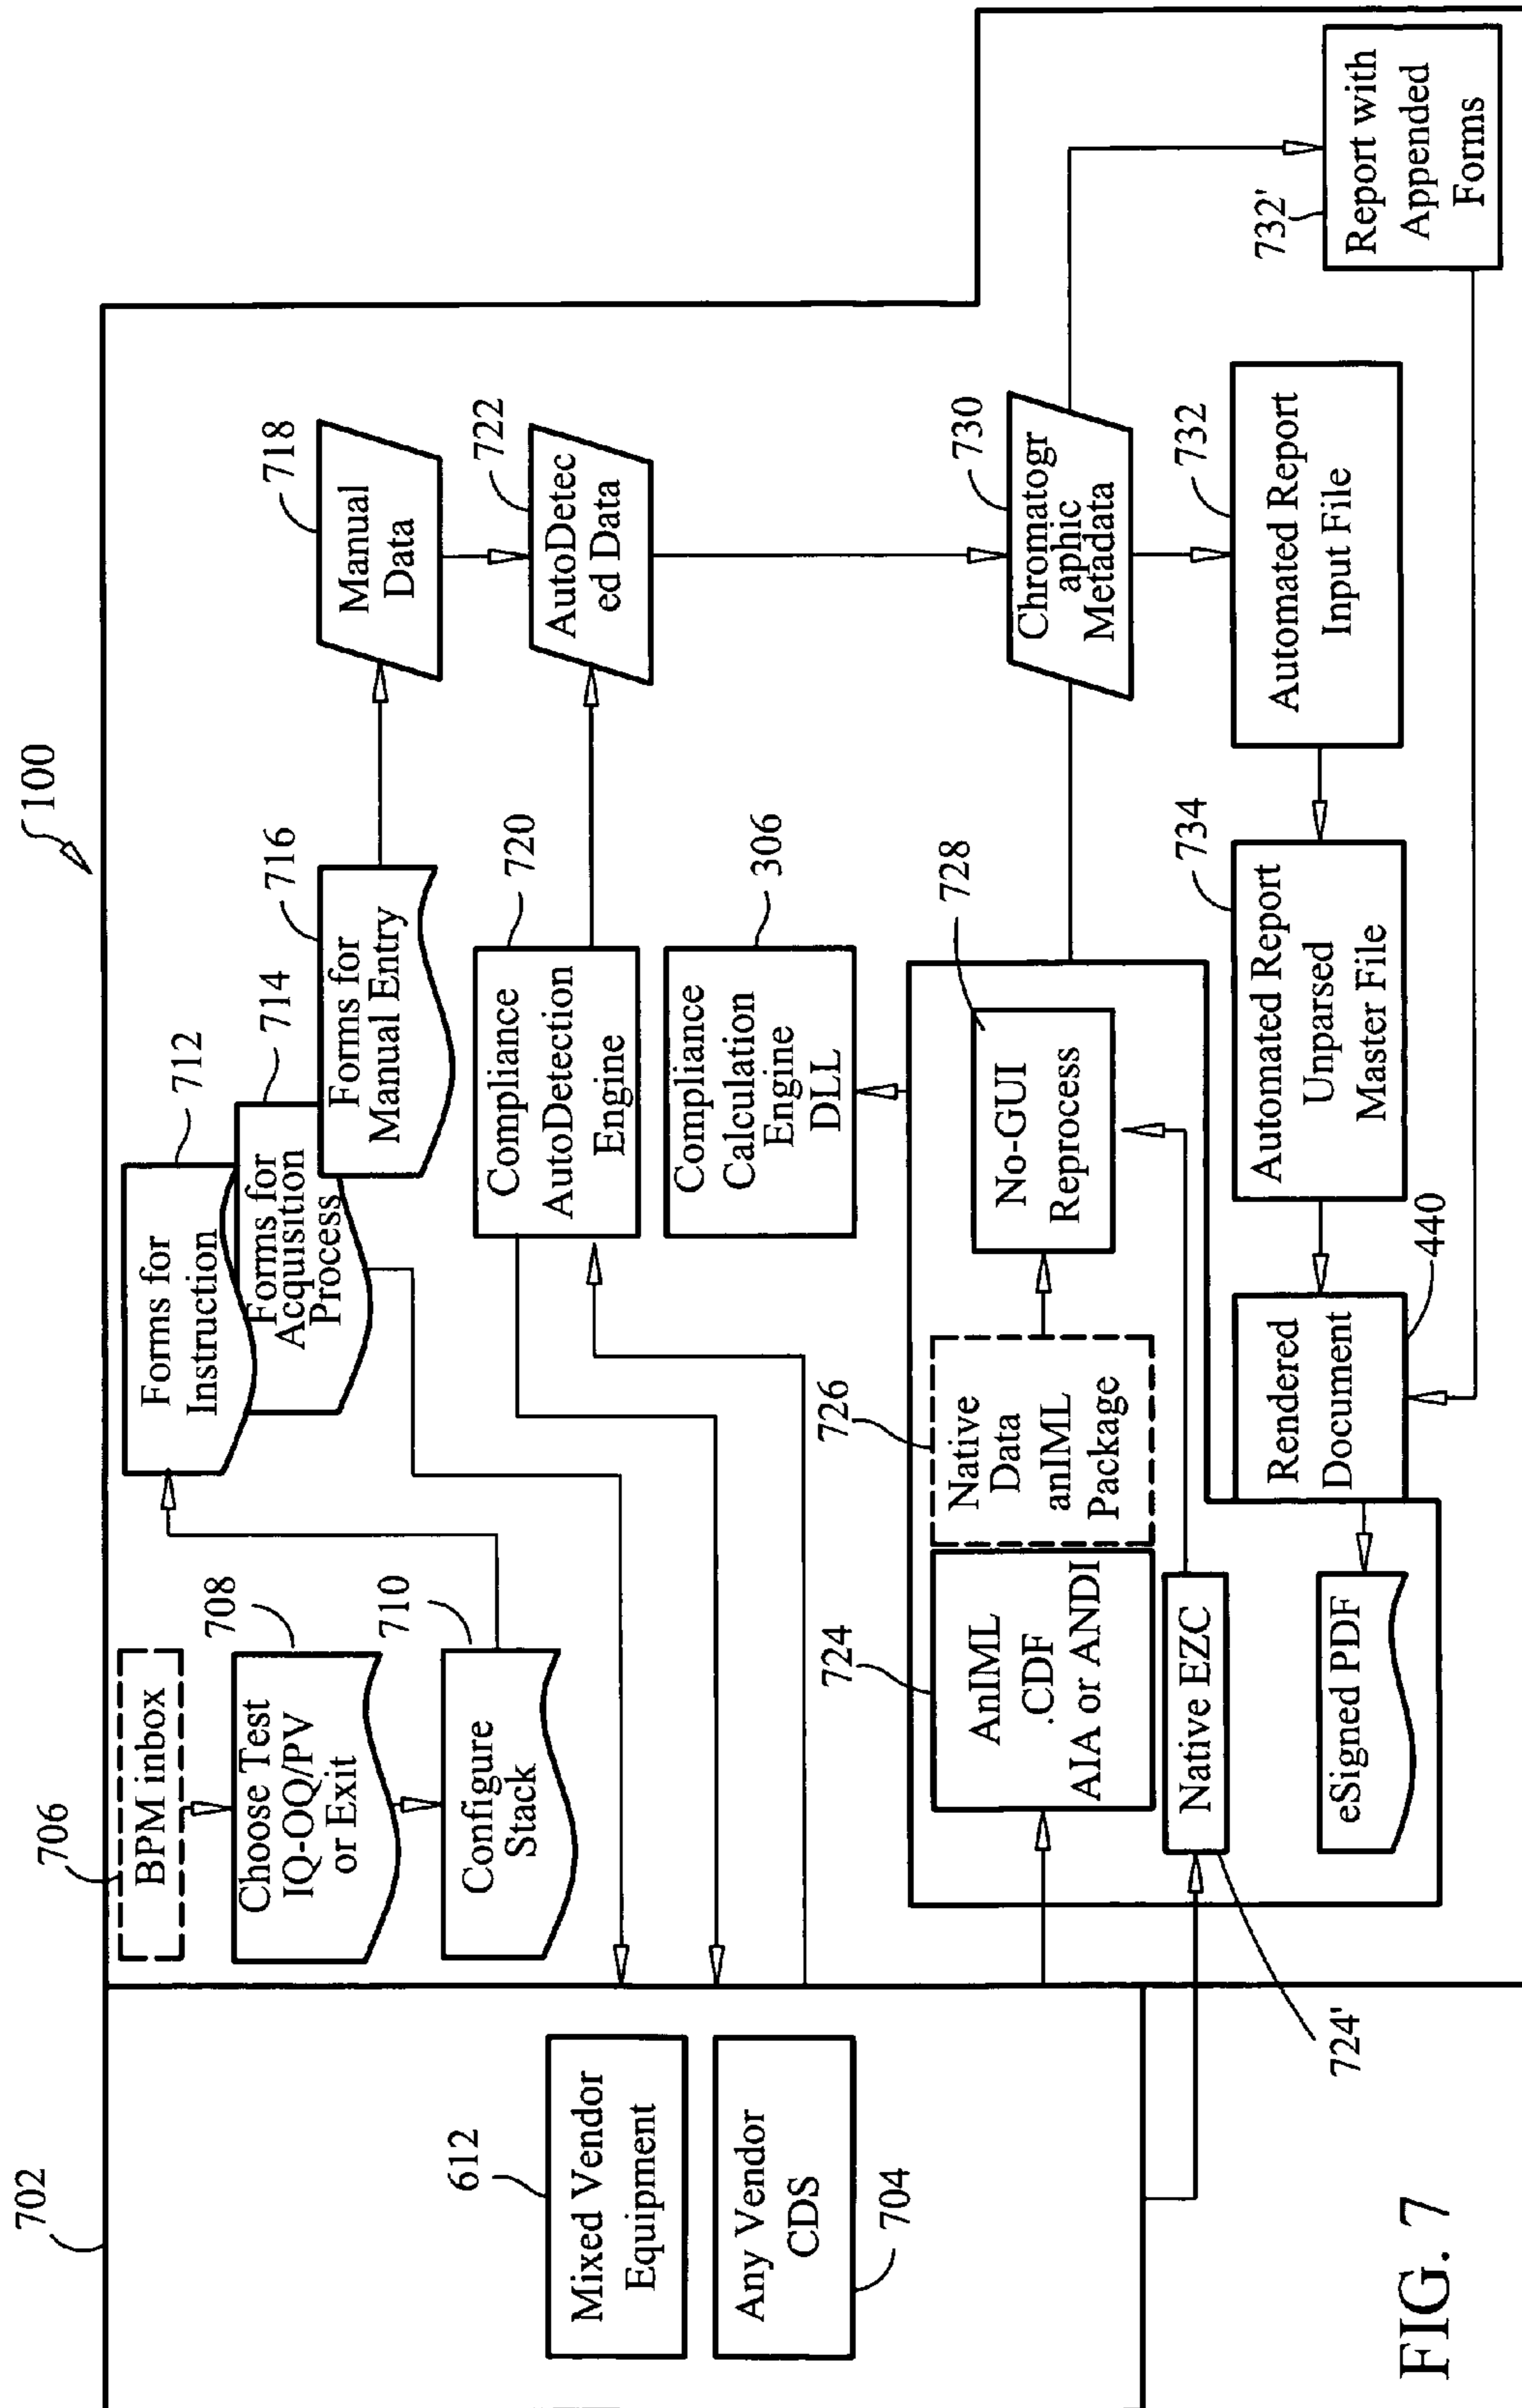 100
702
612
Mixed Vendor
Equipment
Any Vendor
CDS
704
706
BPM inbox
708
Choose Test
IQ-OQ/PV
or Exit
710
Configure
Stack
712
Forms for
Instruction
714
Forms for
Acquisition
Process
716
Forms for
Manual Entry
718
Manual
Data
720
Compliance
AutoDetection
Engine
722
AutoDetec
ed Data
306
Compliance
Calculation
Engine
DLL
724
AnIML
.CDF
AIA or ANDI
726
Native
Data
anIML
Package
728
No-GUI
Reprocess
Native EZC
724'
eSigned PDF
730
Chromatogr
aphic
Metadata
732
Automated Report
Input File
734
Automated Report
Unparsed
Master File
Rendered
Document
440
732'
Report with
Appended
Forms
FIG. 7